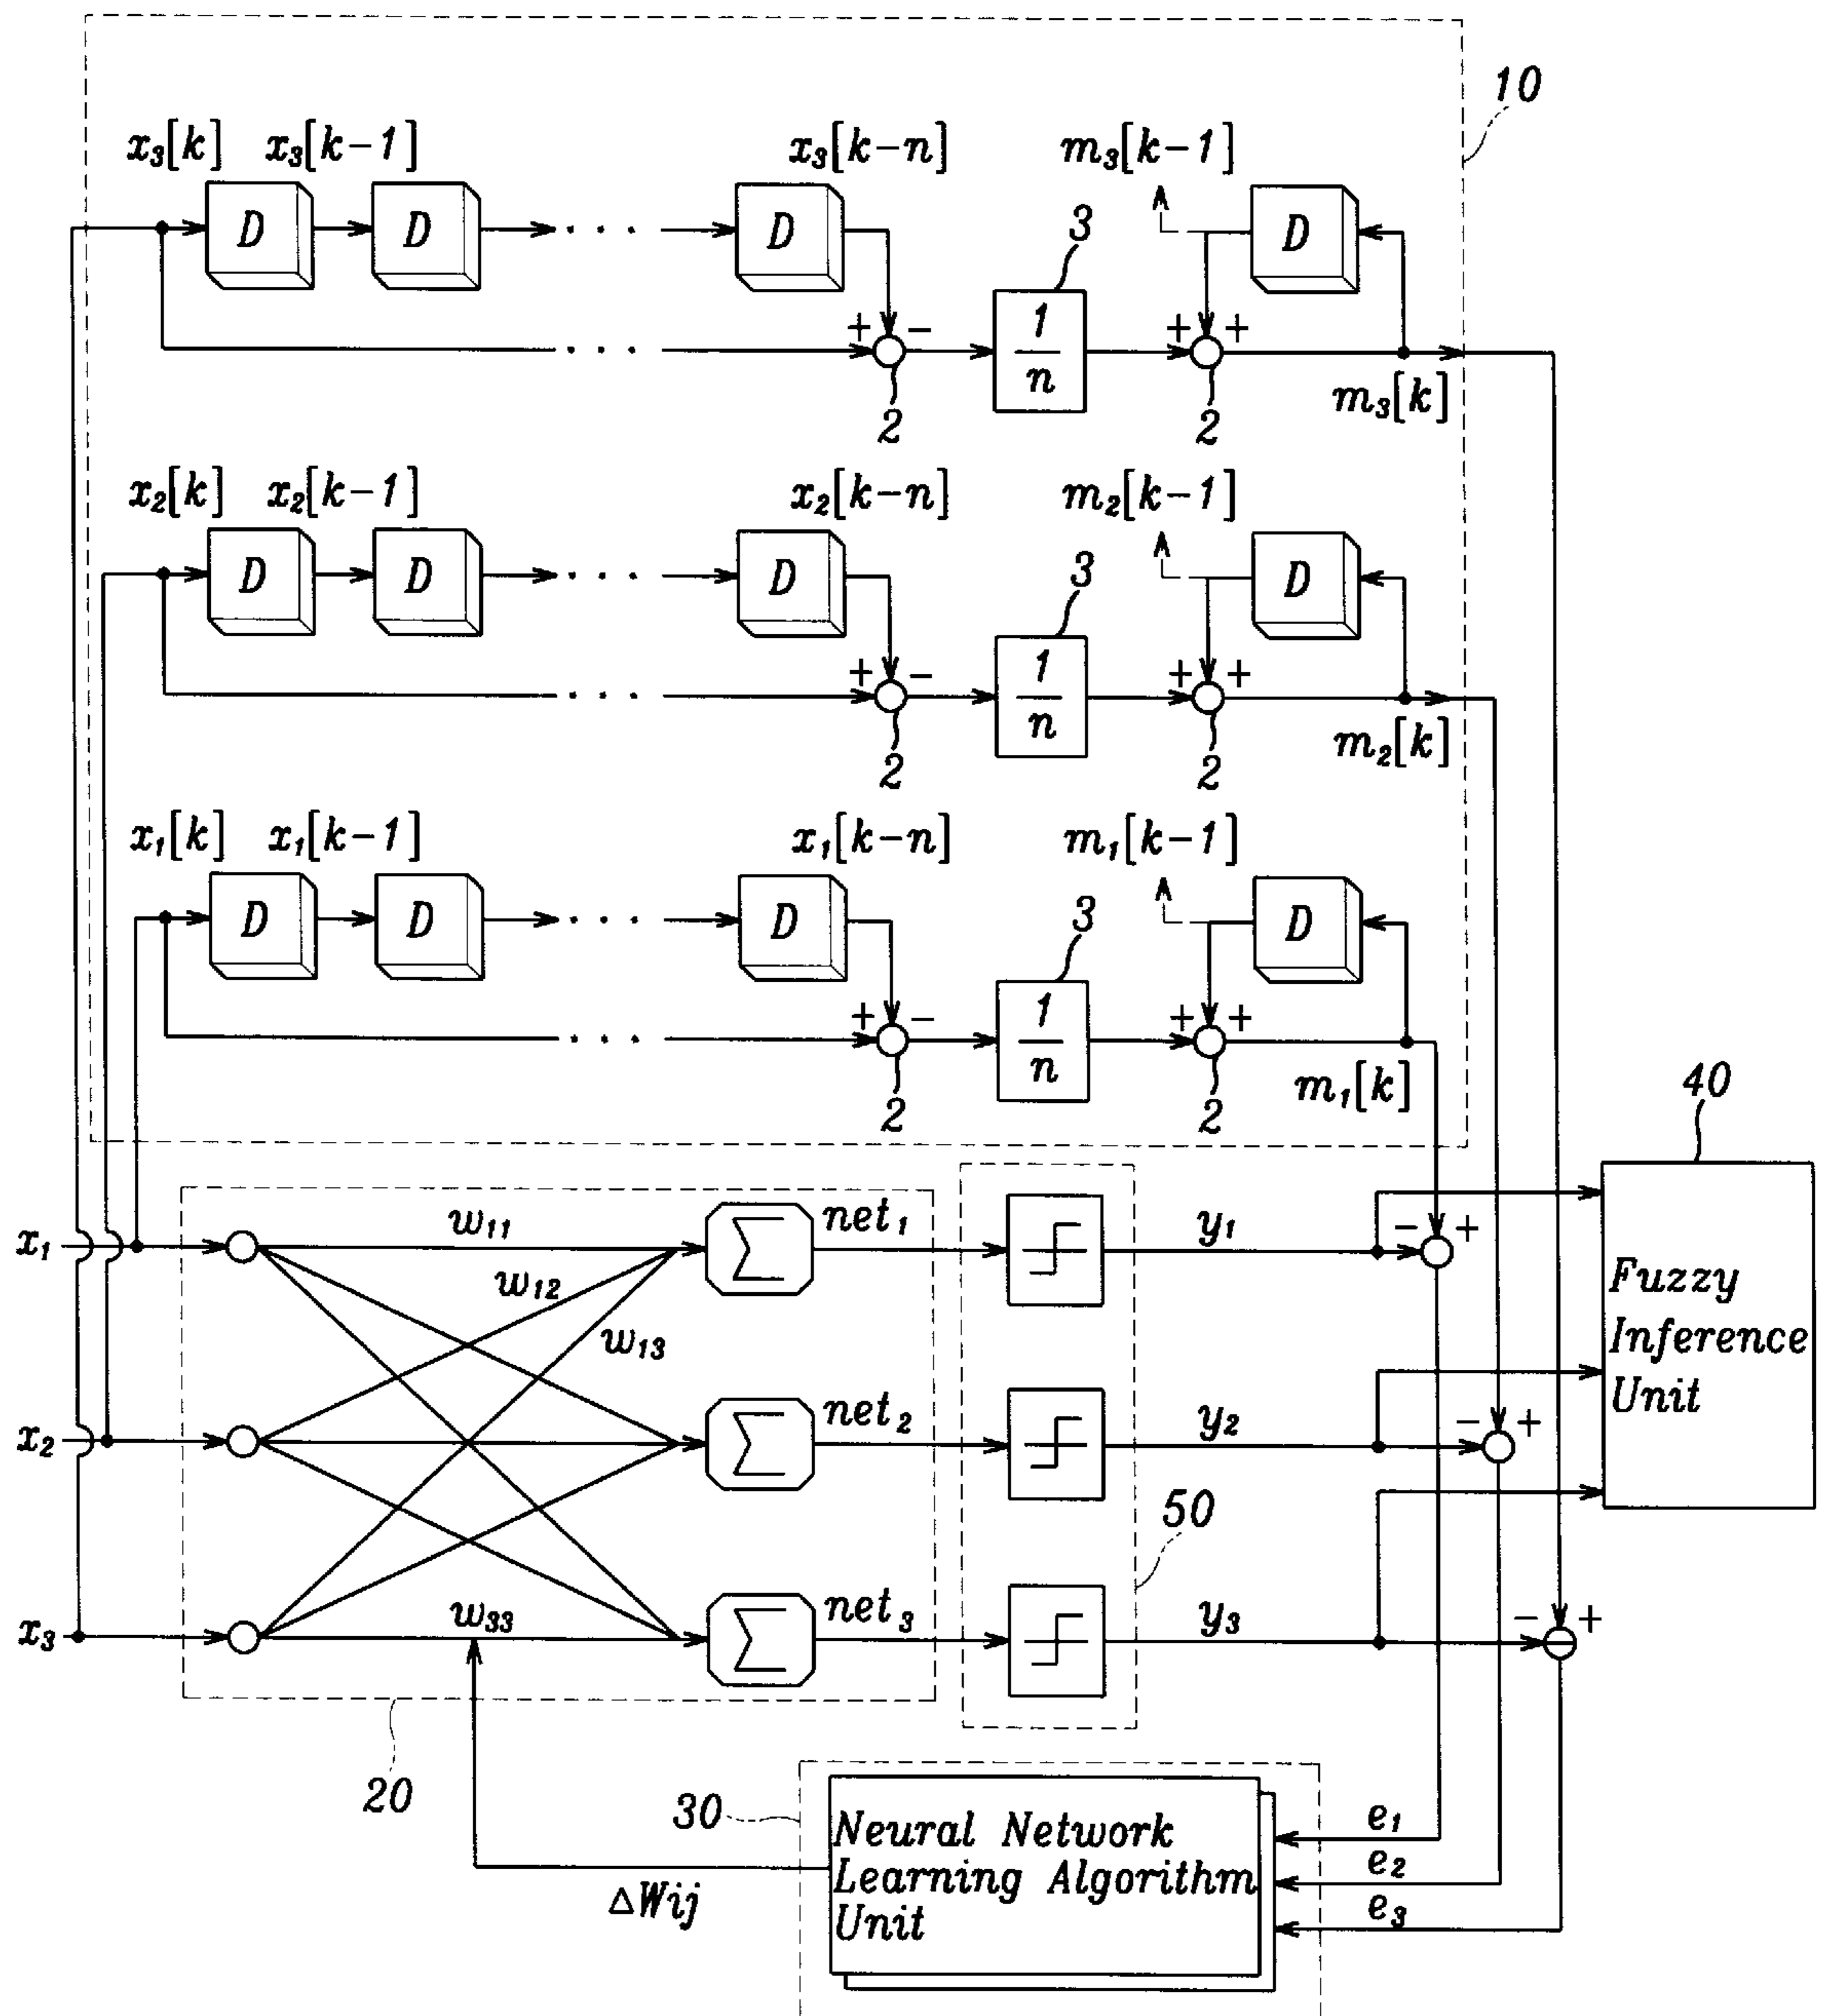 10
x₃[k] x₃[k-1] x₃[k-n] m₃[k-1]
D D D D
3
+ - + +
1/n
2 2
m₃[k]
x₂[k] x₂[k-1] x₂[k-n] m₂[k-1]
D D D D
3
+ - + +
1/n
2 2
m₂[k]
x₁[k] x₁[k-1] x₁[k-n] m₁[k-1]
D D D D
3
+ - + +
1/n
2 2
m₁[k]
40
x₁ w₁₁ Σ net₁ y₁ - +
w₁₂
w₁₃
Fuzzy
Inference
Unit
x₂ Σ net₂ y₂ - +
50
x₃ w₃₃ Σ net₃ y₃ - +
20
30
Neural Network
Learning Algorithm
Unit
e₁
e₂
e₃
ΔWij